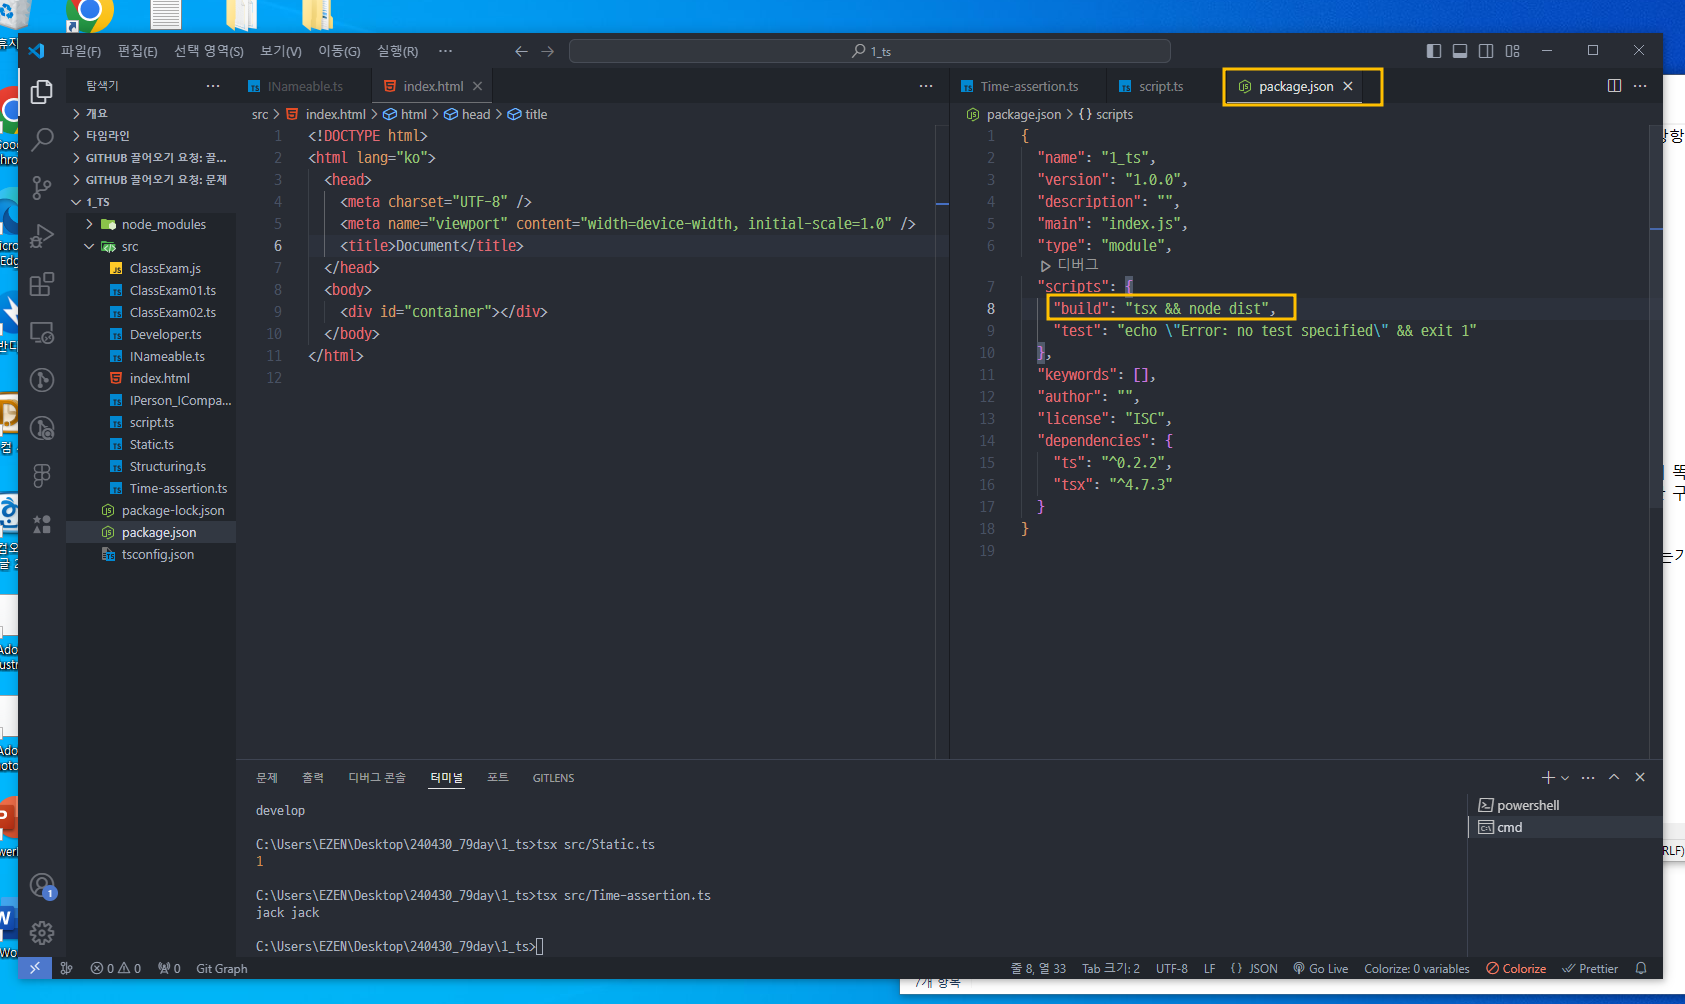 파일(F) 편집(E) 선택 영역(S) 보기(V) 이동(G) 실행(R) ··· 1_ts
탐색기 ···
개요
타임라인
GITHUB 끌어오기 요청: 끌...
GITHUB 끌어오기 요청: 문제
1_TS
node_modules
src
ClassExam.js
ClassExam01.ts
ClassExam02.ts
Developer.ts
INameable.ts
index.html
IPerson_ICompa...
script.ts
Static.ts
Structuring.ts
Time-assertion.ts
package-lock.json
package.json
tsconfig.json
INameable.ts index.html ···
src > index.html > html > head > title
1 <!DOCTYPE html>
2 <html lang="ko">
3 <head>
4 <meta charset="UTF-8" />
5 <meta name="viewport" content="width=device-width, initial-scale=1.0" />
6 <title>Document</title>
7 </head>
8 <body>
9 <div id="container"></div>
10 </body>
11 </html>
12
Time-assertion.ts script.ts package.json ···
package.json > {} scripts
1 {
2 "name": "1_ts",
3 "version": "1.0.0",
4 "description": "",
5 "main": "index.js",
6 "type": "module",
디버그
7 "scripts": {
8 "build": "tsx && node dist",
9 "test": "echo \"Error: no test specified\" && exit 1"
10 },
11 "keywords": [],
12 "author": "",
13 "license": "ISC",
14 "dependencies": {
15 "ts": "^0.2.2",
16 "tsx": "^4.7.3"
17 }
18 }
19
문제 출력 디버그 콘솔 터미널 포트 GITLENS
develop
C:\Users\EZEN\Desktop\240430_79day\1_ts>tsx src/Static.ts
1
C:\Users\EZEN\Desktop\240430_79day\1_ts>tsx src/Time-assertion.ts
jack jack
C:\Users\EZEN\Desktop\240430_79day\1_ts>
powershell
cmd
1
0 0 0 Git Graph 줄 8, 열 33 Tab 크기: 2 UTF-8 LF {} JSON Go Live Colorize: 0 variables Colorize Prettier
7개 항목